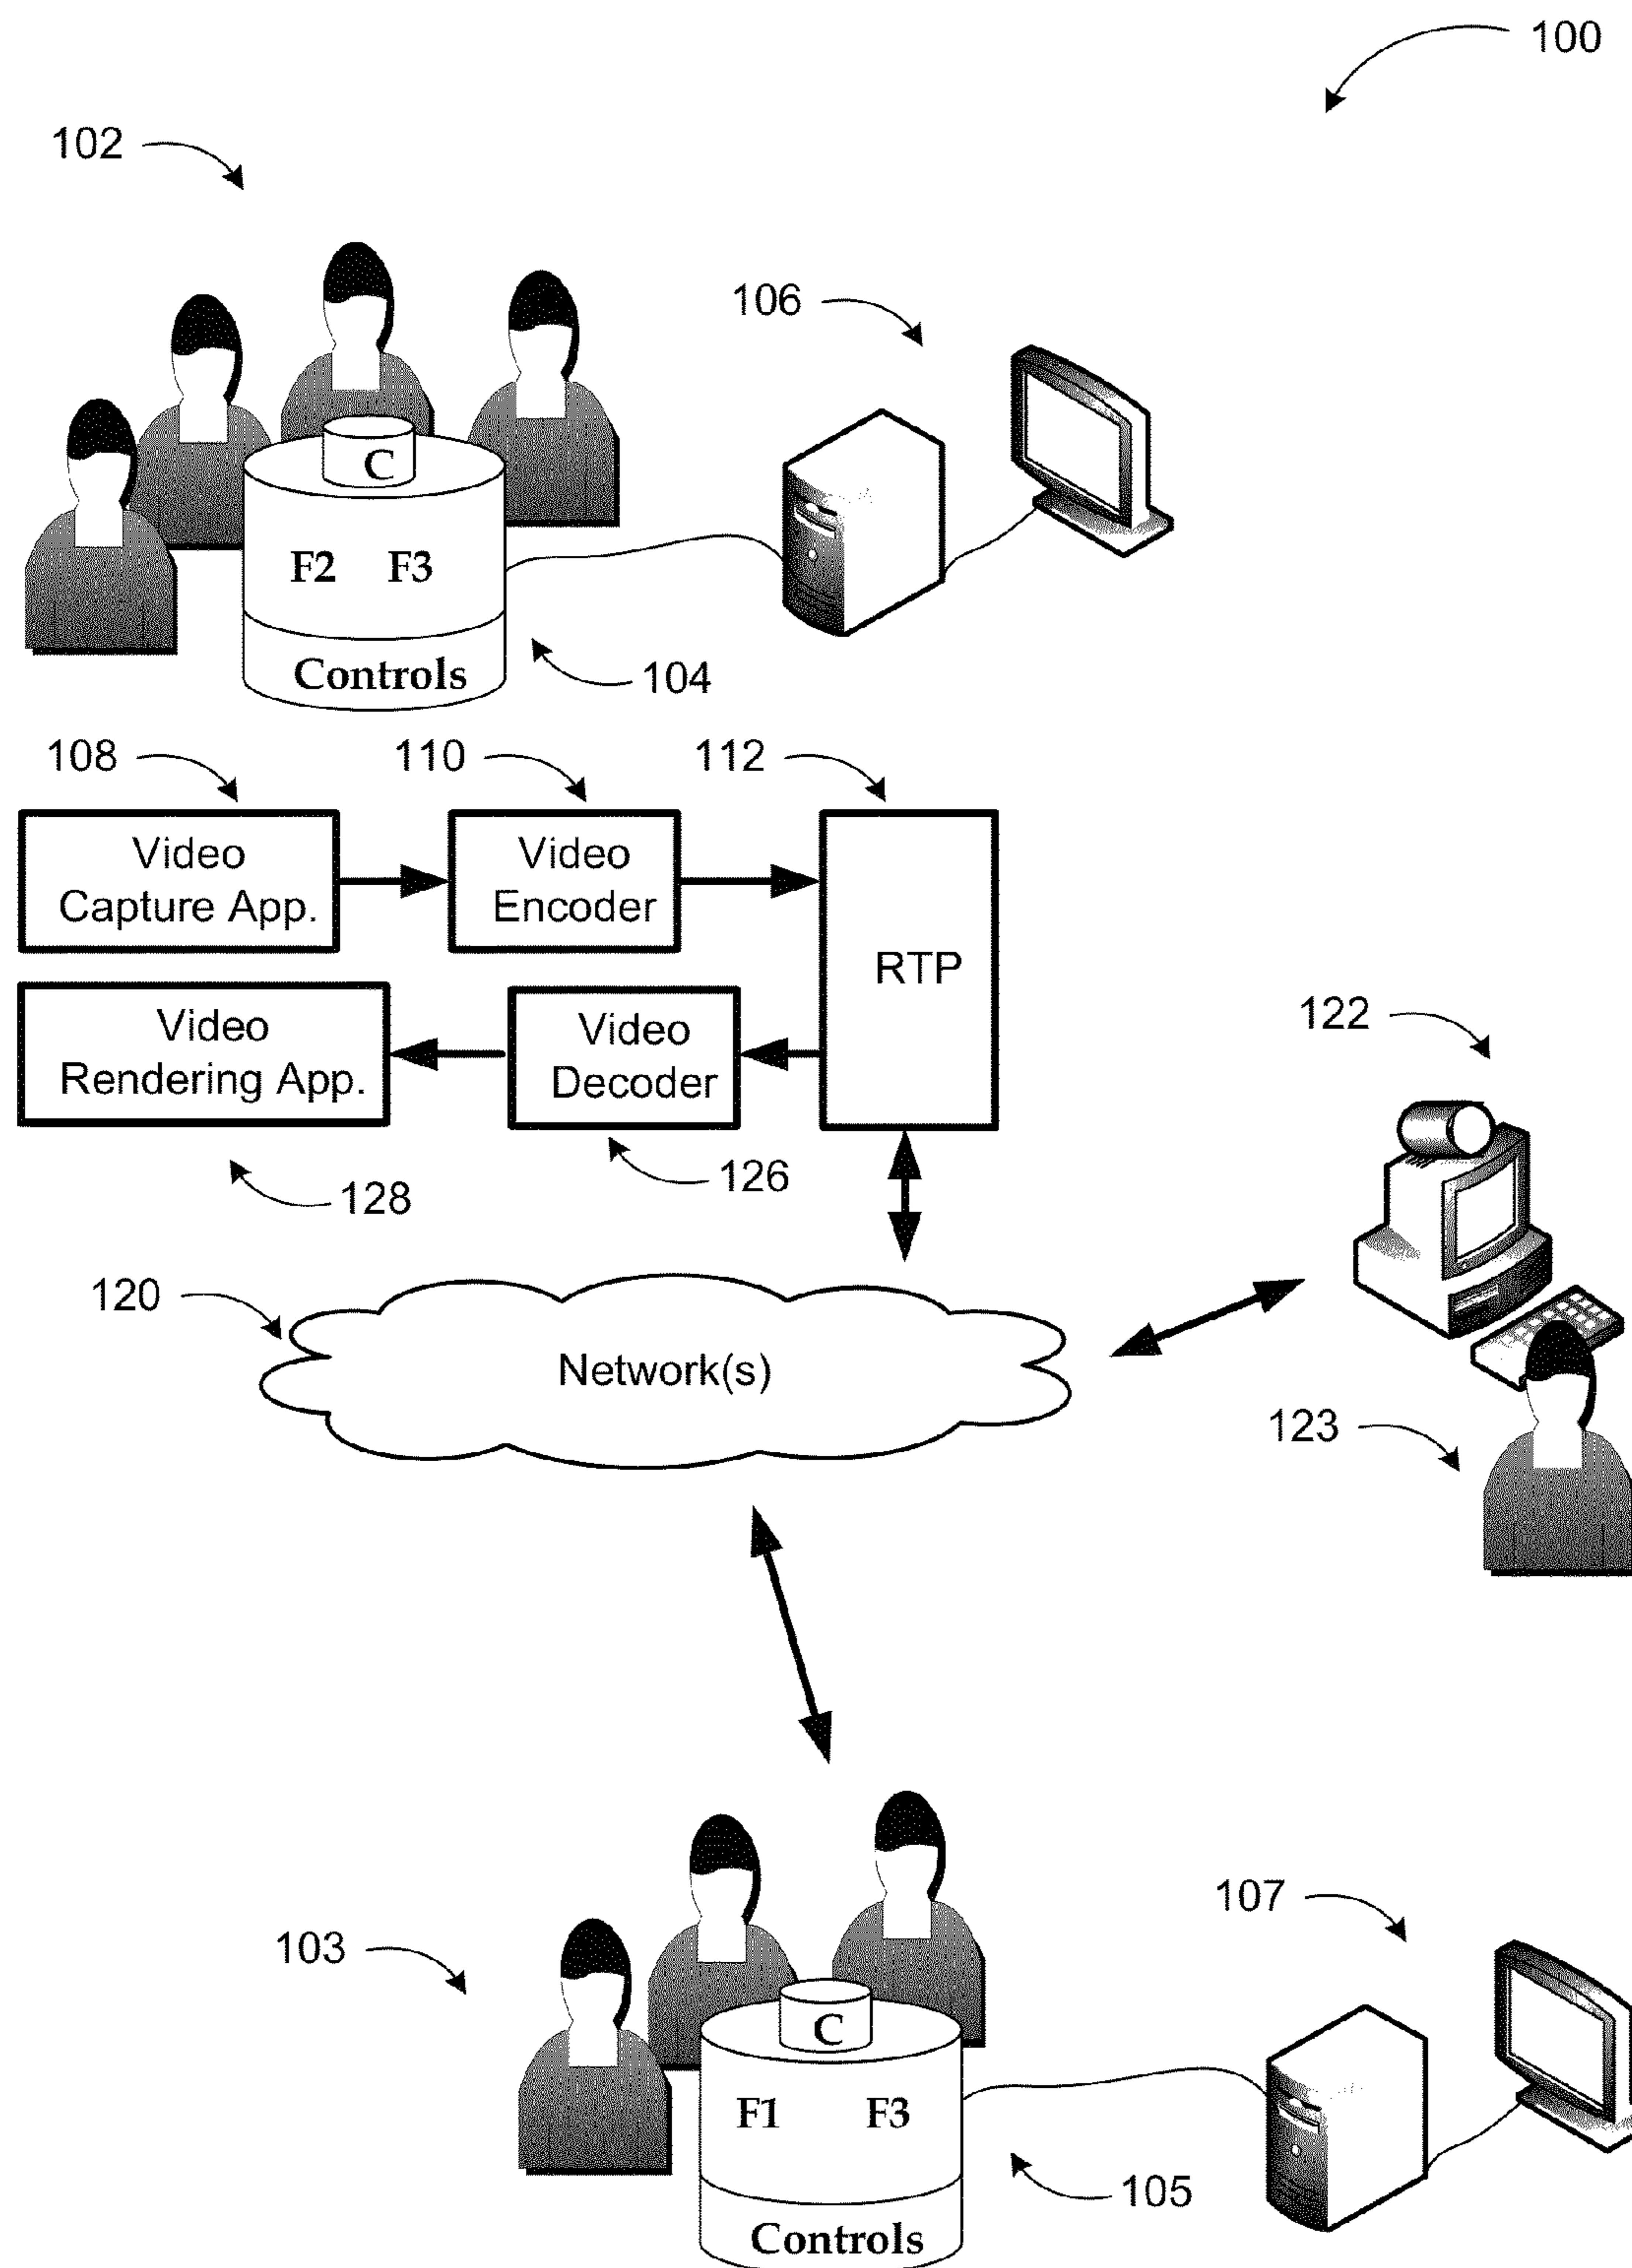 100
102
106
C
F2 F3
Controls
104
108
110
112
Video
Capture App.
Video
Encoder
RTP
Video
Rendering App.
Video
Decoder
122
126
128
120
Network(s)
123
107
103
C
F1 F3
105
Controls